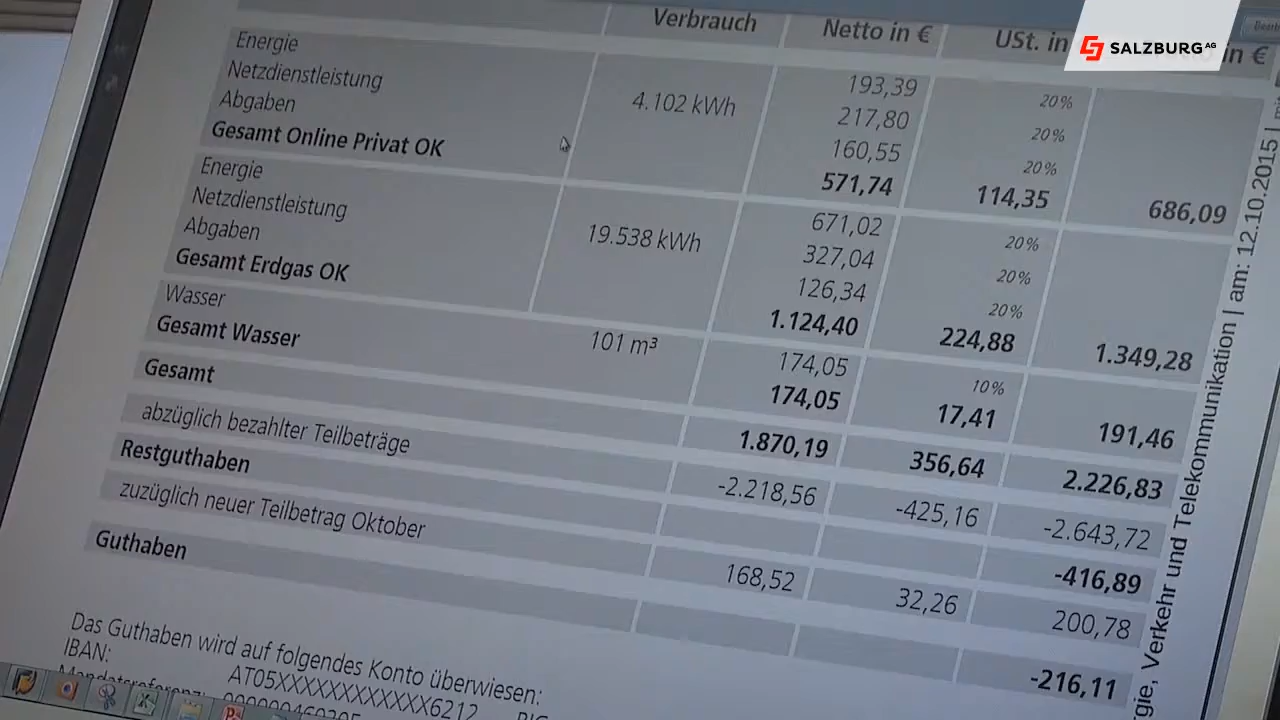 SALZBURG AG
Verbrauch Netto in € USt. in in €
Energie 193,39 20%
Netzdienstleistung 4.102 kWh 217,80 20%
Abgaben 160,55 20%
Gesamt Online Privat OK 571,74 114,35 686,09
Energie 671,02 20%
Netzdienstleistung 19.538 kWh 327,04 20%
Abgaben 126,34 20%
Gesamt Erdgas OK 1.124,40 224,88 1.349,28
Wasser 101 m³ 174,05 10%
Gesamt Wasser 174,05 17,41 191,46
Gesamt 1.870,19 356,64 2.226,83
abzüglich bezahlter Teilbeträge -2.218,56 -425,16 -2.643,72
Restguthaben -416,89
zuzüglich neuer Teilbetrag Oktober 168,52 32,26 200,78
Guthaben -216,11
Das Guthaben wird auf folgendes Konto überwiesen:
IBAN: AT05XXXXXXXXXXXX6212
Mandatsreferenz:
Verkehr und Telekommunikation | am: 12.10.2015 |